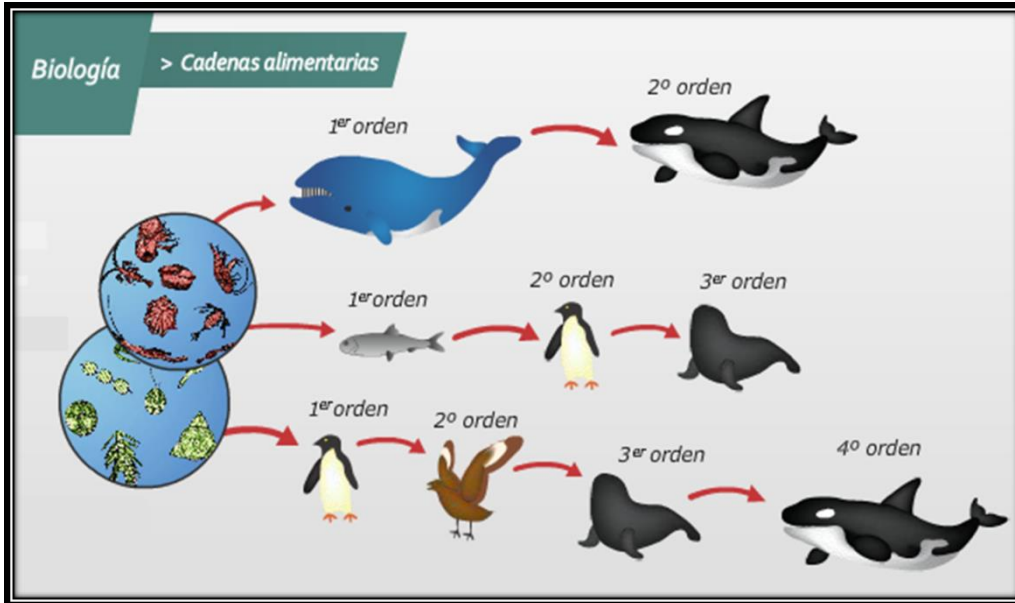 Biología
> Cadenas alimentarias
1er orden
2º orden
1er orden
2º orden
3er orden
1er orden
2º orden
3er orden
4º orden